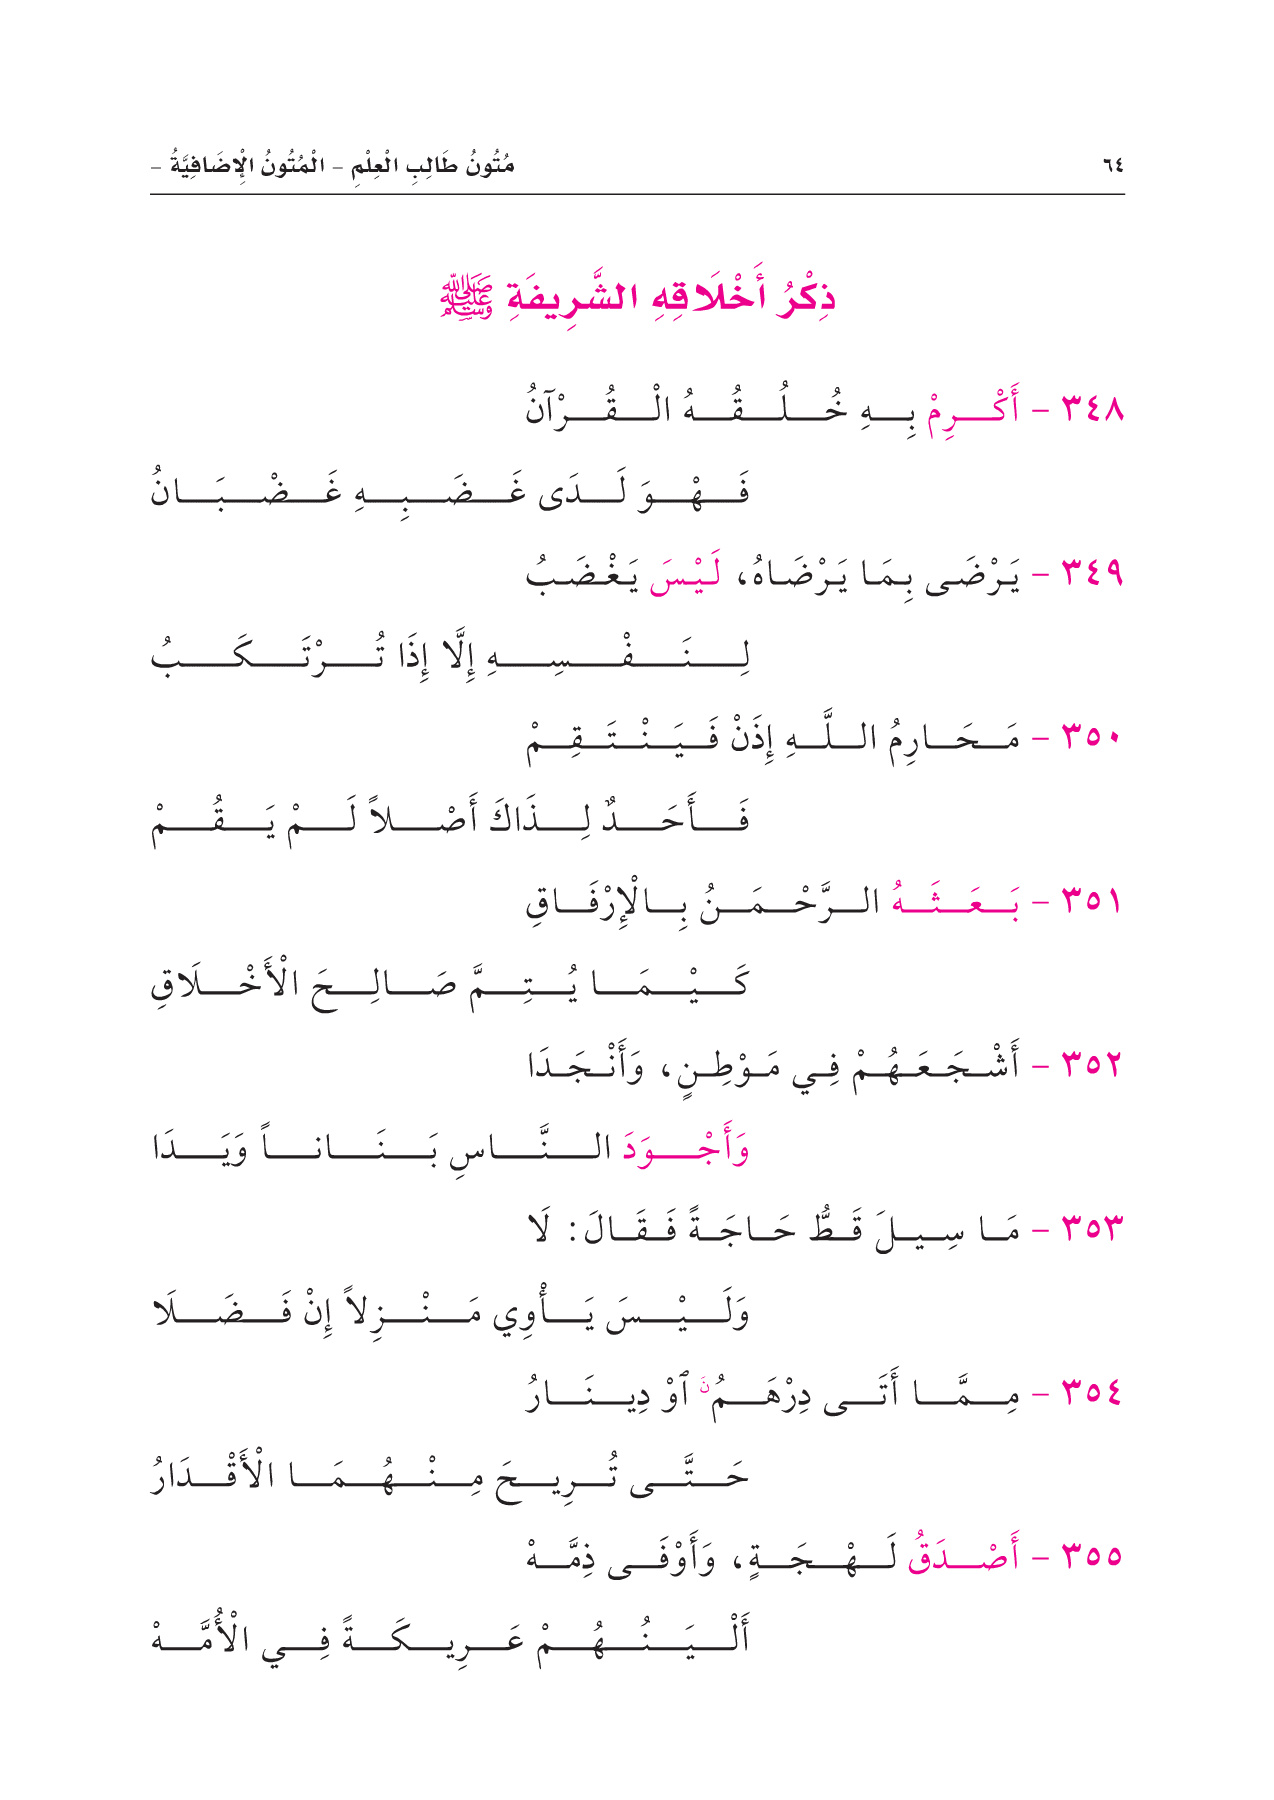 ٦٤ مُتُونُ طَالِبِ الْعِلْمِ - الْمُتُونُ الْإِضَافِيَّةُ -
ذِكْرُ أَخْلَاقِهِ الشَّرِيفَةِ ﷺ
٣٤٨ - أَكْرِمْ بِهِ خُلُقُهُ الْقُرْآنُ
فَهْوَ لَدَى غَضَبِهِ غَضْبَانُ
٣٤٩ - يَرْضَى بِمَا يَرْضَاهُ، لَيْسَ يَغْضَبُ
لِنَفْسِهِ إِلَّا إِذَا تُرْتَكَبُ
٣٥٠ - مَحَارِمُ اللَّهِ إِذَنْ فَيَنْتَقِمْ
فَأَحَدٌ لِذَاكَ أَصْلاً لَمْ يَقُمْ
٣٥١ - بَعَثَهُ الرَّحْمَنُ بِالْإِرْفَاقِ
كَيْمَا يُتِمَّ صَالِحَ الْأَخْلَاقِ
٣٥٢ - أَشْجَعَهُمْ فِي مَوْطِنٍ، وَأَنْجَدَا
وَأَجْوَدَ النَّاسِ بَنَاناً وَيَدَا
٣٥٣ - مَا سِيلَ قَطُّ حَاجَةً فَقَالَ: لَا
وَلَيْسَ يَأْوِي مَنْزِلاً إِنْ فَضَلَا
٣٥٤ - مِمَّا أَتَى دِرْهَمُ نَ ٱوْ دِينَارُ
حَتَّى تُرِيحَ مِنْهُمَا الْأَقْدَارُ
٣٥٥ - أَصْدَقُ لَهْجَةٍ، وَأَوْفَى ذِمَّهْ
أَلْيَنُهُمْ عَرِيكَةً فِي الْأُمَّهْ